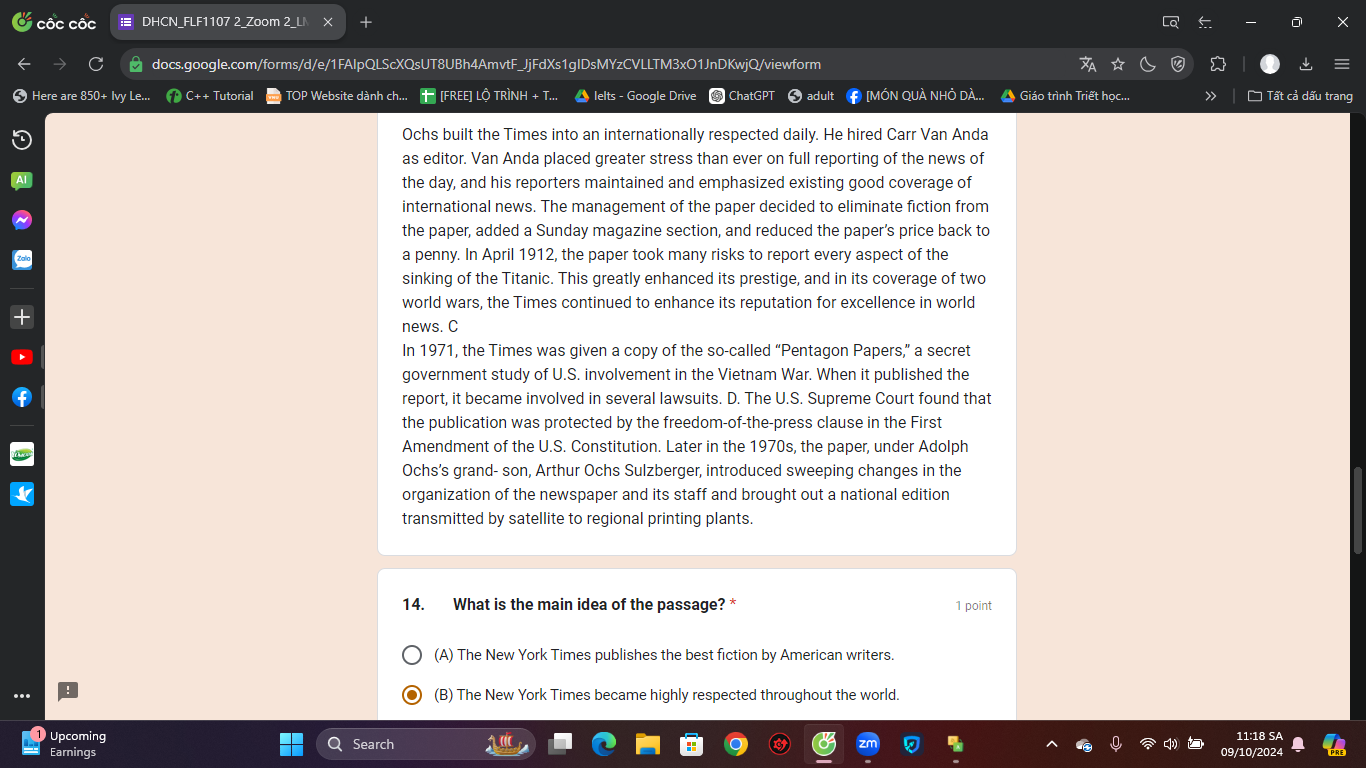 cốc cốc
DHCN_FLF1107 2_Zoom 2_LM
docs.google.com/forms/d/e/1FAIpQLScXQsUT8UBh4AmvtF_JjFdXs1gIDsMYzCVLLTM3xO1JnDKwjQ/viewform
Here are 850+ Ivy Le...
C++ Tutorial
TOP Website dành ch...
[FREE] LỘ TRÌNH + T...
Ielts - Google Drive
ChatGPT
adult
[MÓN QUÀ NHỎ DÀ...
Giáo trình Triết học...
Tất cả dấu trang
AI
Zalo
Ochs built the Times into an internationally respected daily. He hired Carr Van Anda
as editor. Van Anda placed greater stress than ever on full reporting of the news of
the day, and his reporters maintained and emphasized existing good coverage of
international news. The management of the paper decided to eliminate fiction from
the paper, added a Sunday magazine section, and reduced the paper’s price back to
a penny. In April 1912, the paper took many risks to report every aspect of the
sinking of the Titanic. This greatly enhanced its prestige, and in its coverage of two
world wars, the Times continued to enhance its reputation for excellence in world
news. C
In 1971, the Times was given a copy of the so-called “Pentagon Papers,” a secret
government study of U.S. involvement in the Vietnam War. When it published the
report, it became involved in several lawsuits. D. The U.S. Supreme Court found that
the publication was protected by the freedom-of-the-press clause in the First
Amendment of the U.S. Constitution. Later in the 1970s, the paper, under Adolph
Ochs’s grand- son, Arthur Ochs Sulzberger, introduced sweeping changes in the
organization of the newspaper and its staff and brought out a national edition
transmitted by satellite to regional printing plants.
14. What is the main idea of the passage? *
1 point
(A) The New York Times publishes the best fiction by American writers.
(B) The New York Times became highly respected throughout the world.
1
Upcoming
Earnings
Search
zm
11:18 SA
09/10/2024
PRE